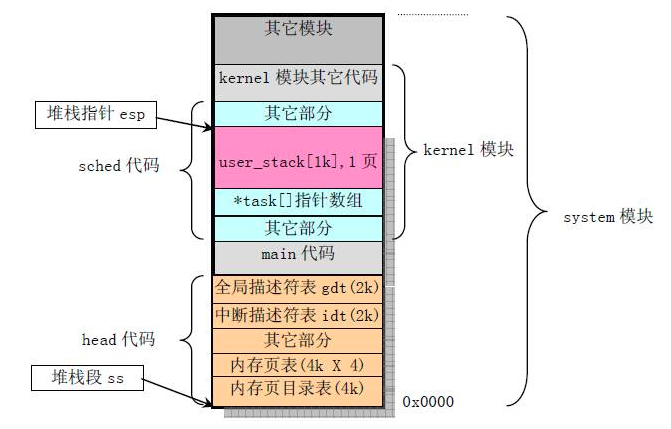 其它模块
kernel 模块其它代码
堆栈指针 esp
其它部分
sched 代码
user_stack[1k],1 页
kernel 模块
*task[]指针数组
其它部分
system 模块
main 代码
全局描述符表 gdt(2k)
中断描述符表 idt(2k)
head 代码
其它部分
内存页表(4k X 4)
堆栈段 ss
内存页目录表(4k)
0x0000